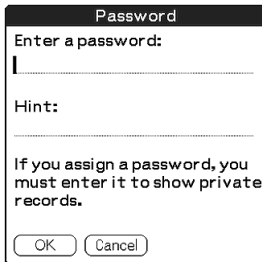 Password
Enter a password:
Hint:
If you assign a password, you
must enter it to show private
records.
OK Cancel